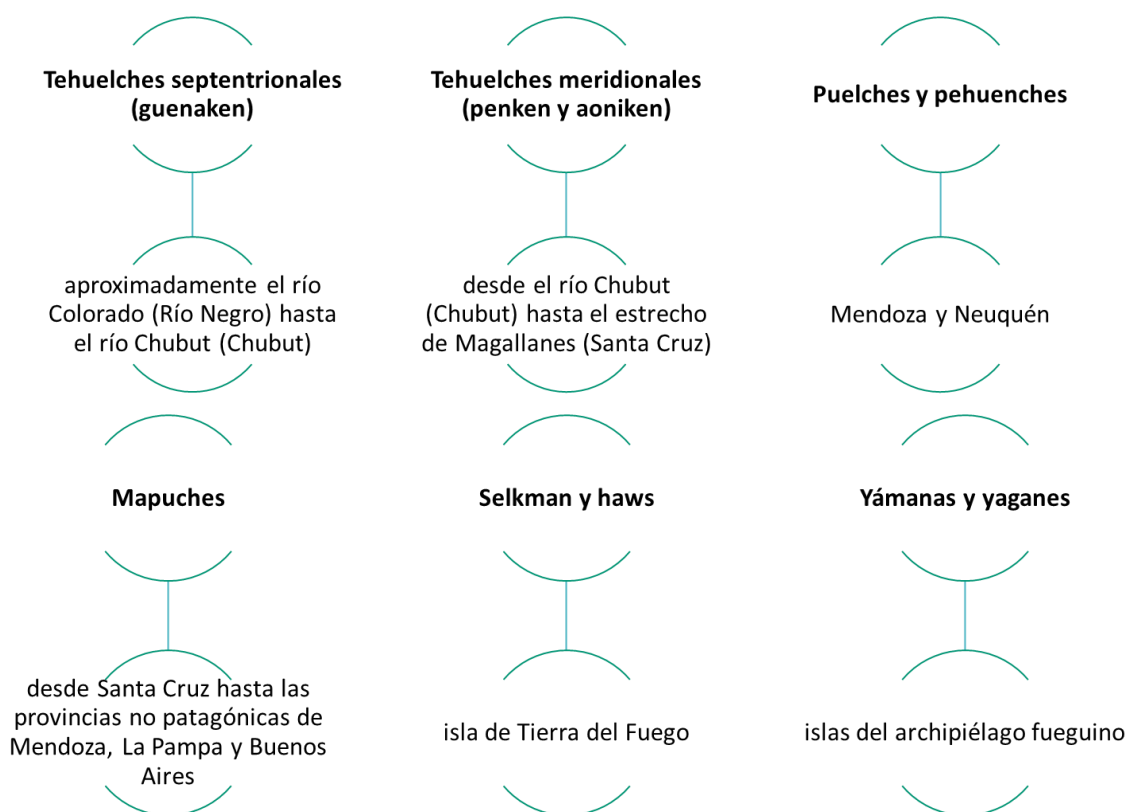 Tehuelches septentrionales
(guenaken)
aproximadamente el río
Colorado (Río Negro) hasta
el río Chubut (Chubut)
Tehuelches meridionales
(penken y aoniken)
desde el río Chubut
(Chubut) hasta el estrecho
de Magallanes (Santa Cruz)
Puelches y pehuenches
Mendoza y Neuquén
Mapuches
desde Santa Cruz hasta las
provincias no patagónicas de
Mendoza, La Pampa y Buenos
Aires
Selkman y haws
isla de Tierra del Fuego
Yámanas y yaganes
islas del archipiélago fueguino